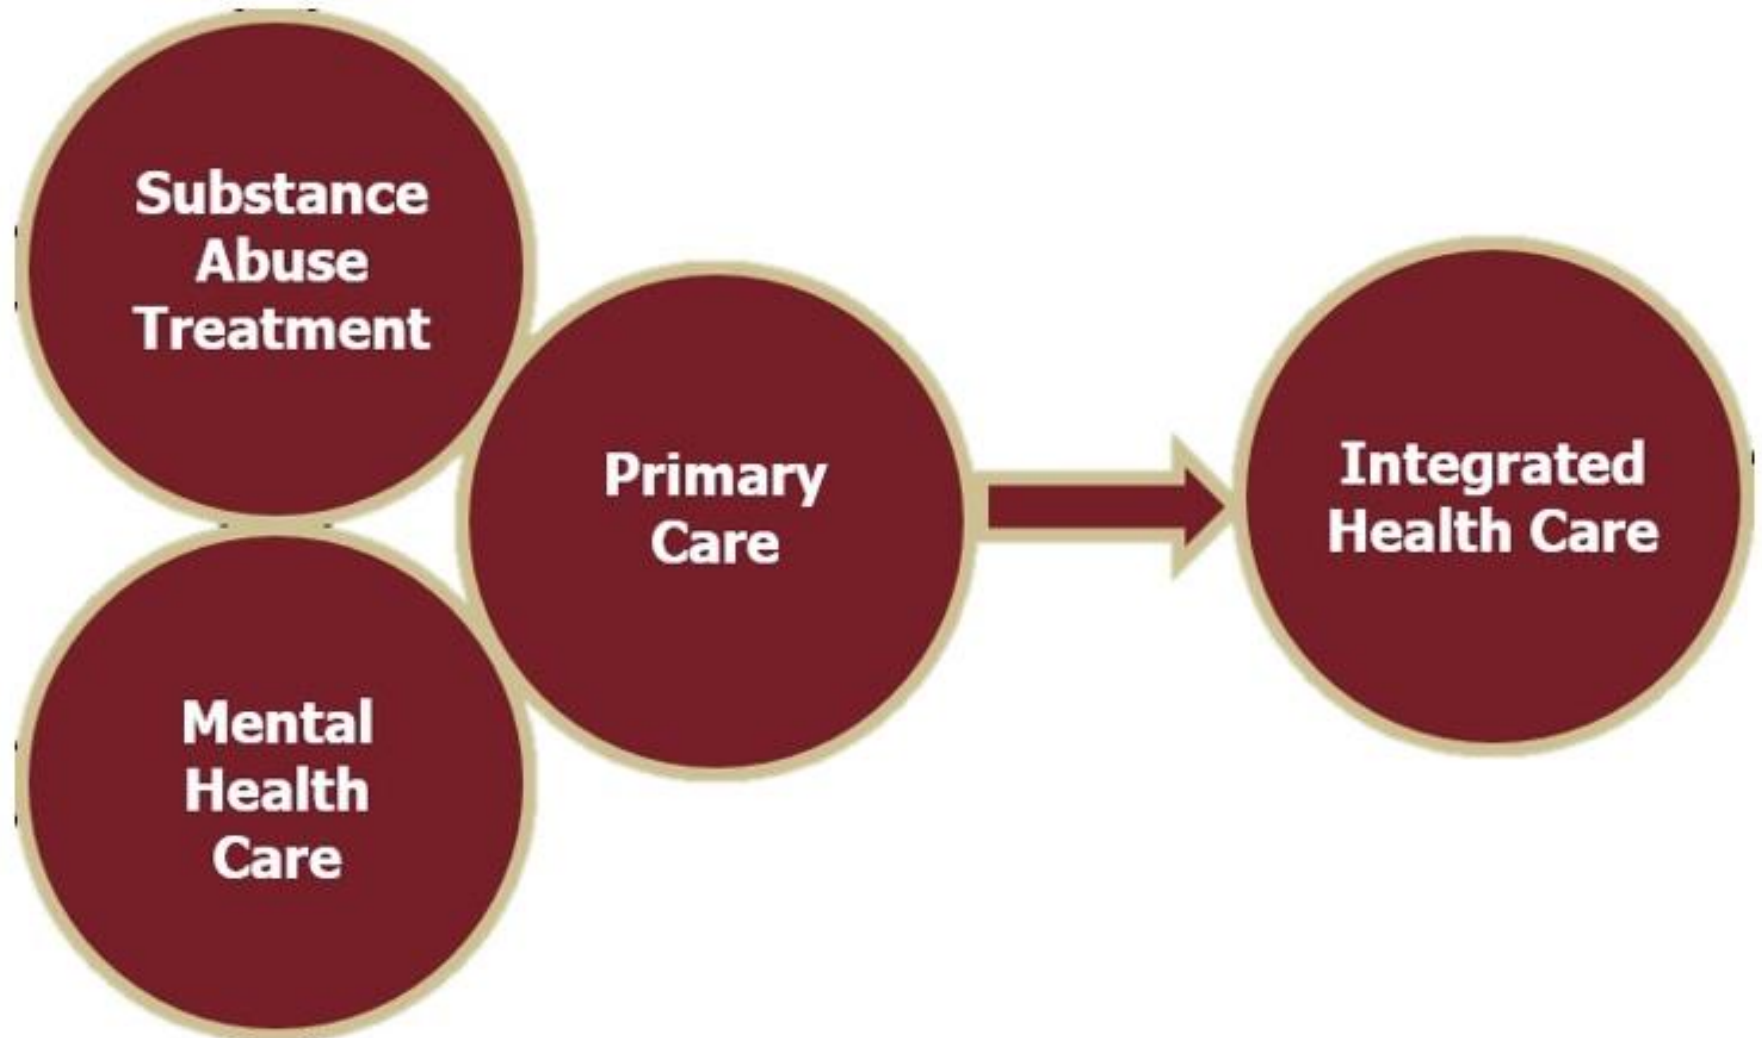 Substance
Abuse
Treatment
Primary
Care
Mental
Health
Care
Integrated
Health Care